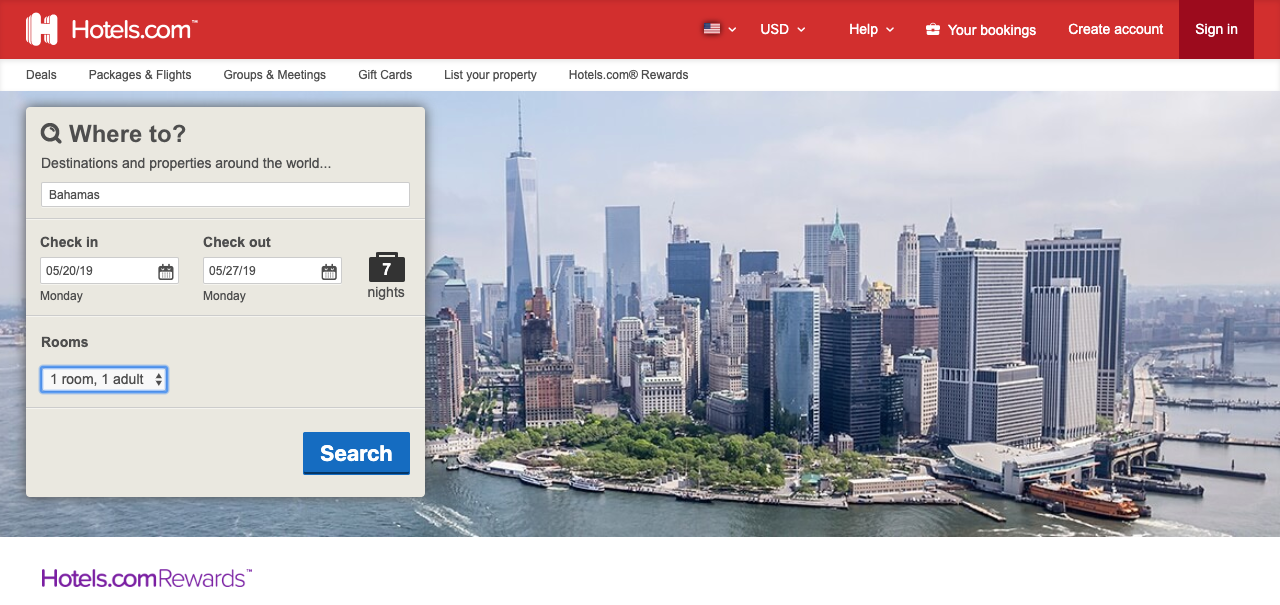 Hotels.com™
USD
Help
Your bookings
Create account
Sign in
Deals
Packages & Flights
Groups & Meetings
Gift Cards
List your property
Hotels.com® Rewards
Where to?
Destinations and properties around the world...
Bahamas
Check in
Check out
05/20/19
05/27/19
7
Monday
Monday
nights
Rooms
1 room, 1 adult
Search
Hotels.com Rewards™